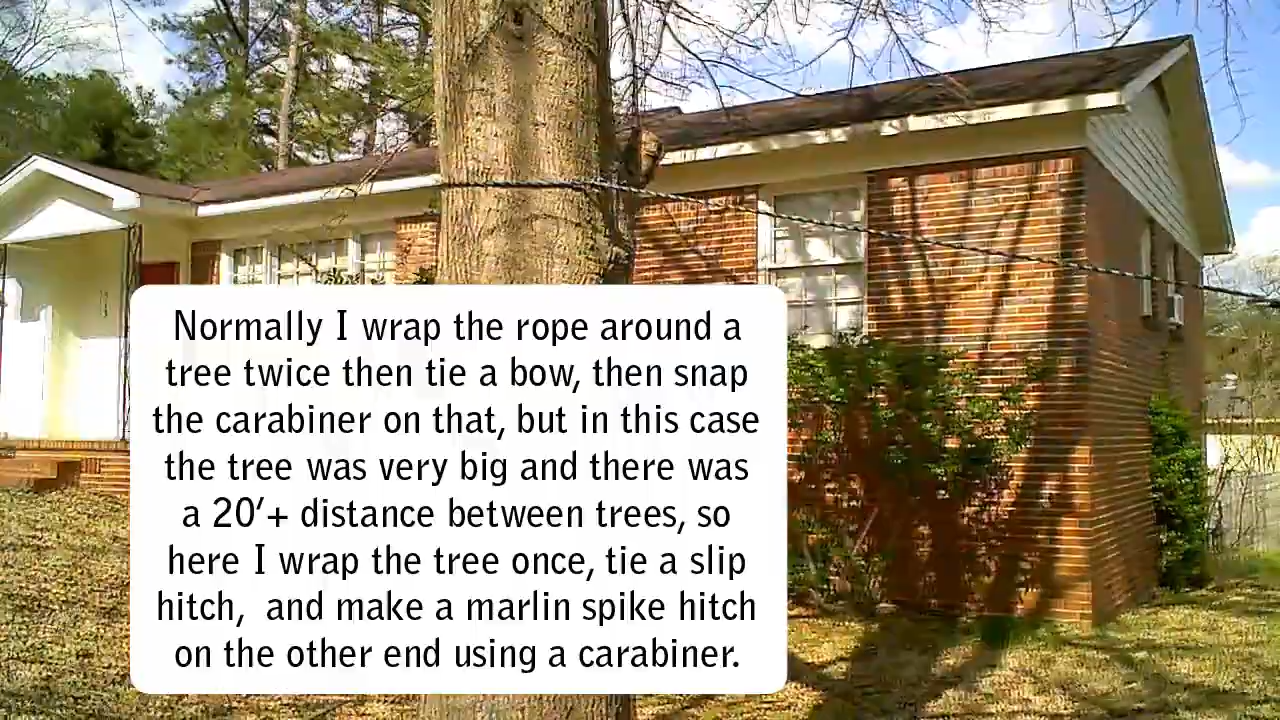 Normally I wrap the rope around a
tree twice then tie a bow, then snap
the carabiner on that, but in this case
the tree was very big and there was
a 20'+ distance between trees, so
here I wrap the tree once, tie a slip
hitch,  and make a marlin spike hitch
on the other end using a carabiner.